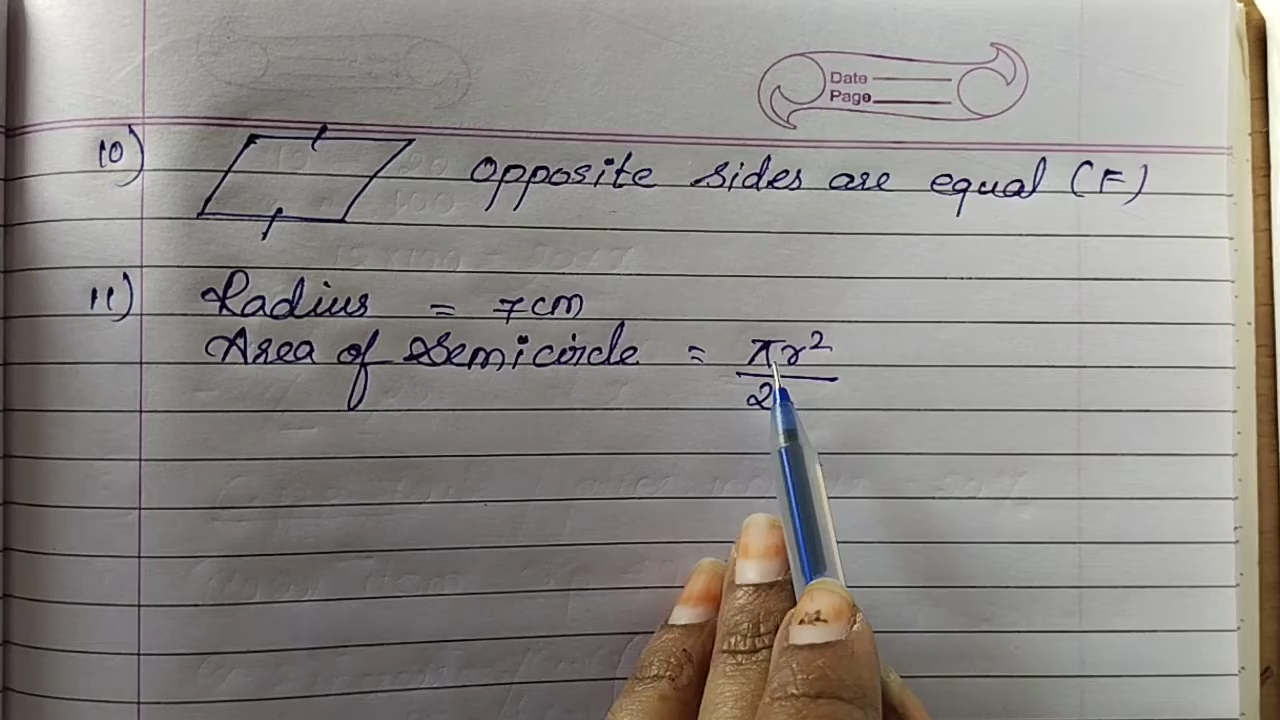 Date
Page
10) opposite sides are equal (F)
11) Radius = 7cm
Area of Semicircle = πr²/2